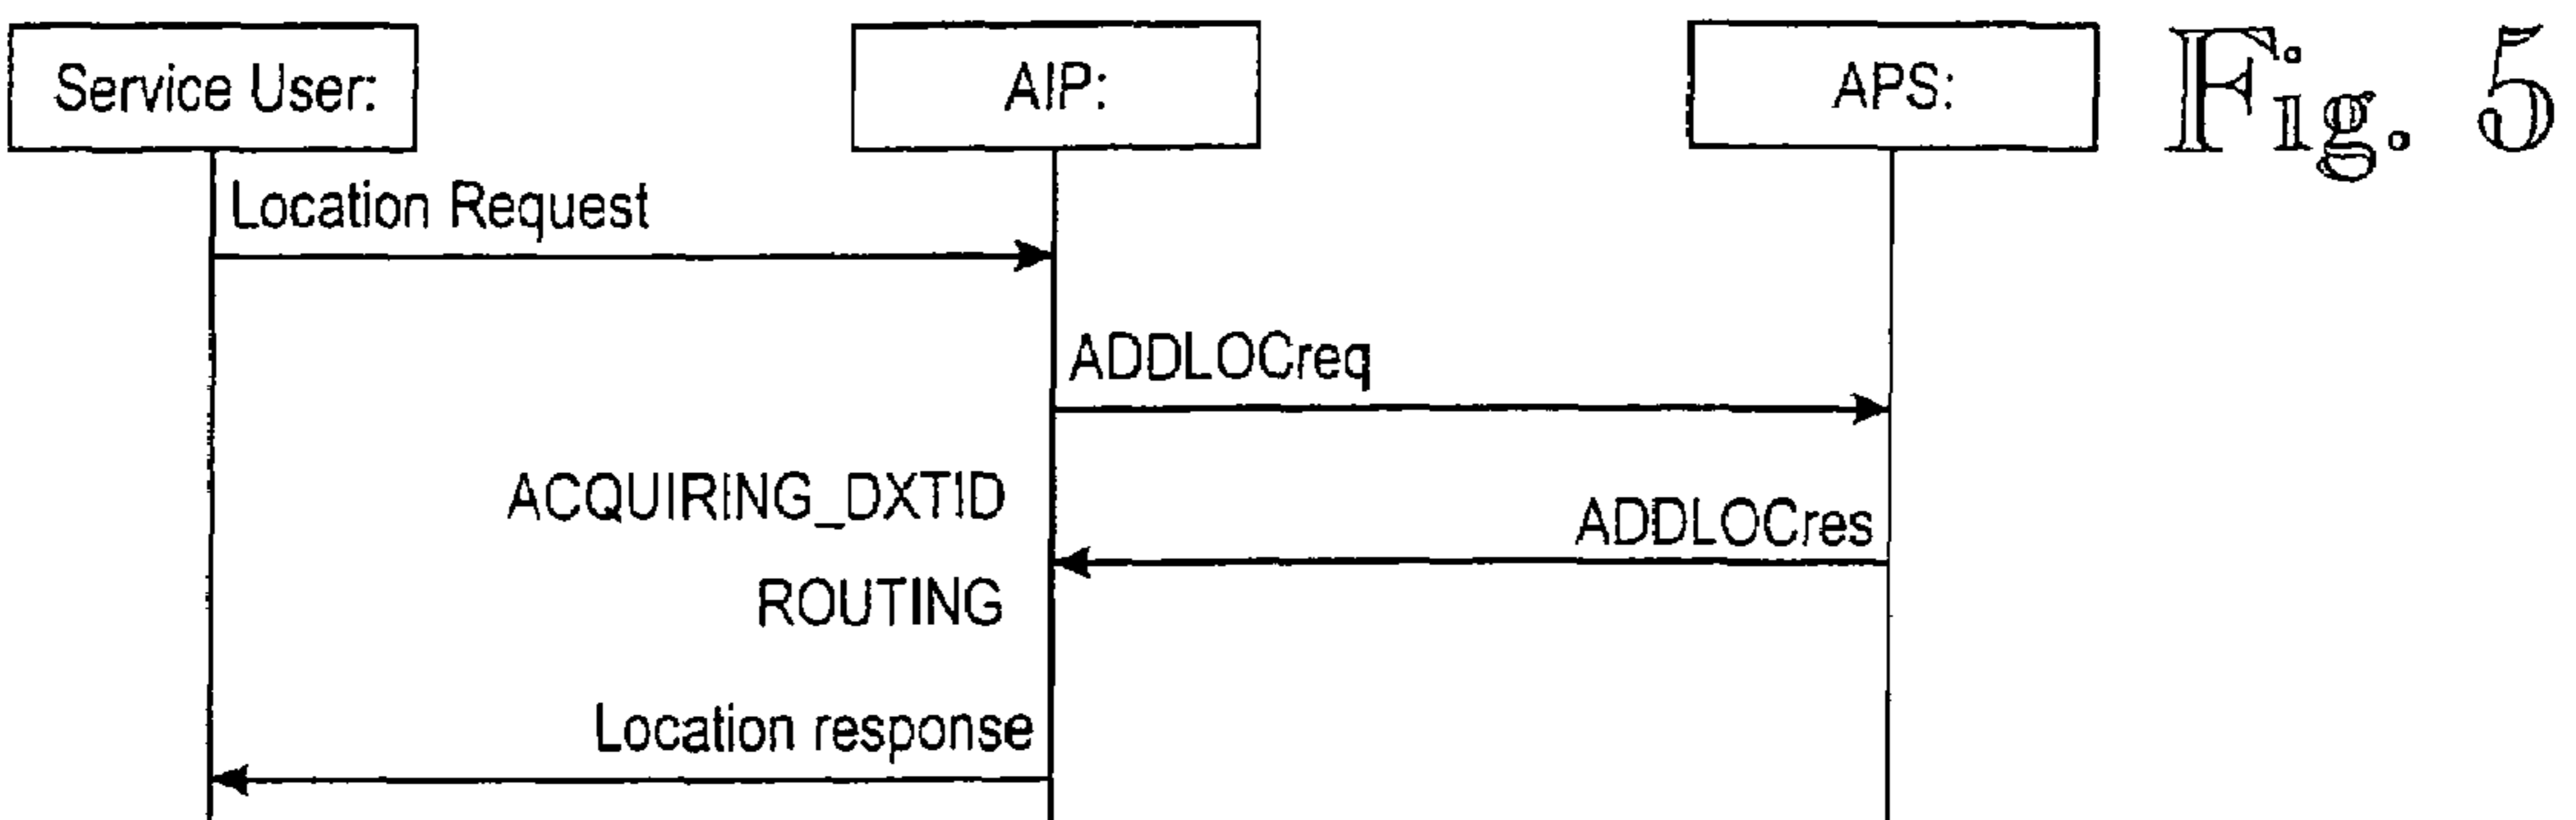 Service User:
AIP:
APS:
Fig. 5
Location Request
ADDLOCreq
ACQUIRING_DXTID
ADDLOCres
ROUTING
Location response